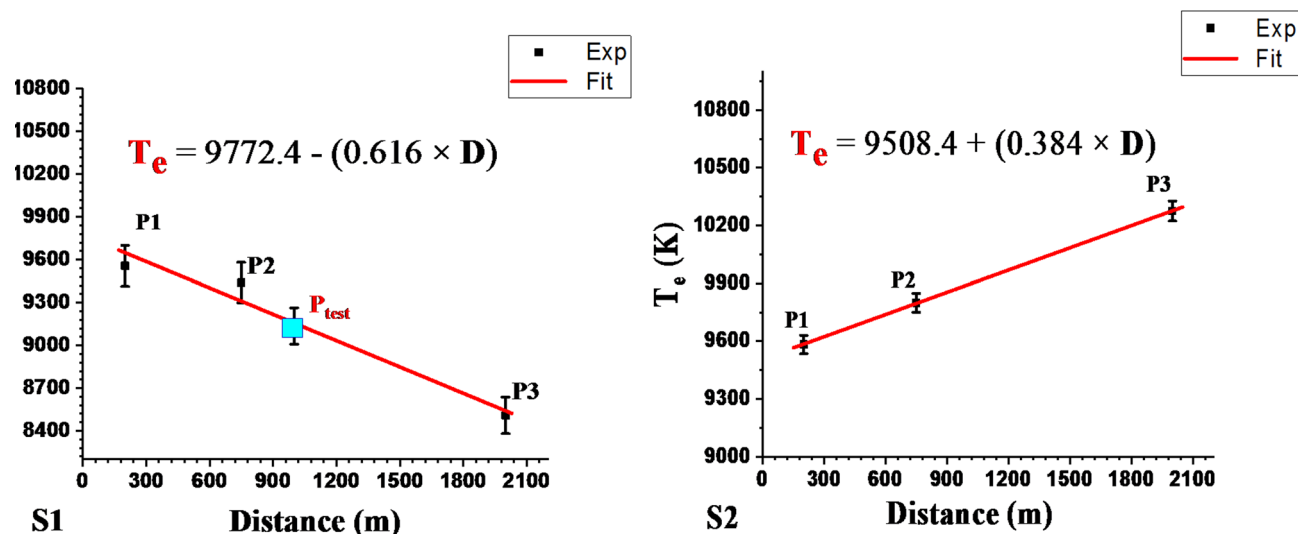 Exp
Fit
10800
10500
10200
9900
9600
9300
9000
8700
8400
Te = 9772.4 - (0.616 × D)
P1
P2
Ptest
P3
0 300 600 900 1200 1500 1800 2100
S1 Distance (m)
Exp
Fit
Te (K)
10800
10500
10200
9900
9600
9300
9000
Te = 9508.4 + (0.384 × D)
P3
P2
P1
0 300 600 900 1200 1500 1800 2100
S2 Distance (m)